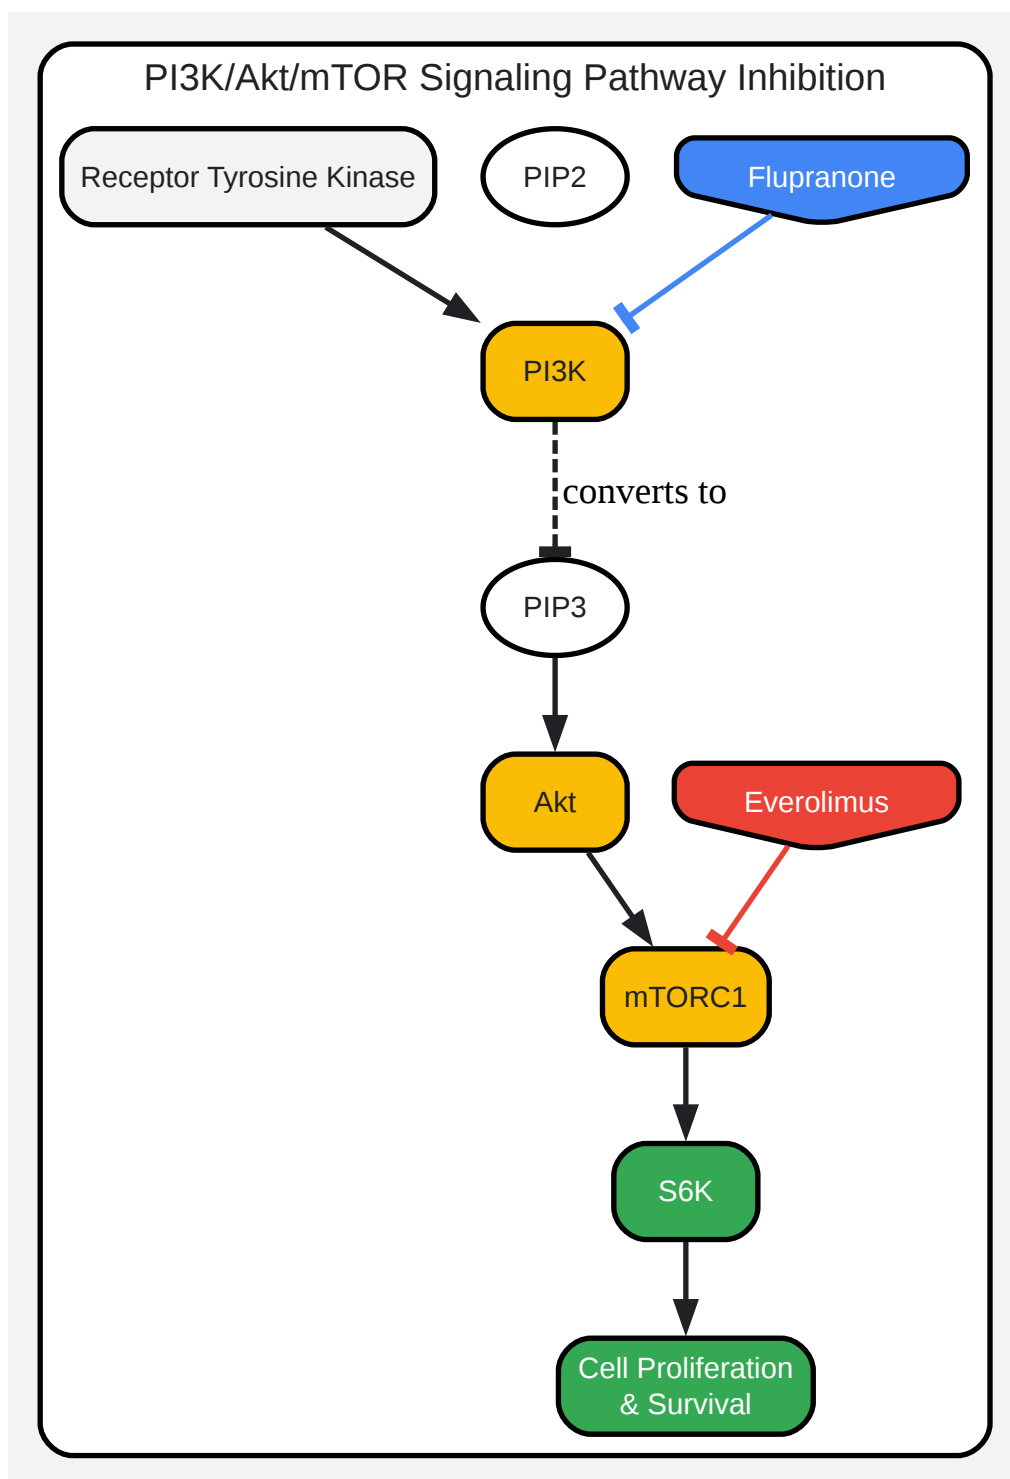 PI3K/Akt/mTOR Signaling Pathway Inhibition
Receptor Tyrosine Kinase
PIP2
Flupranone
PI3K
converts to
PIP3
Akt
Everolimus
mTORC1
S6K
Cell Proliferation
& Survival